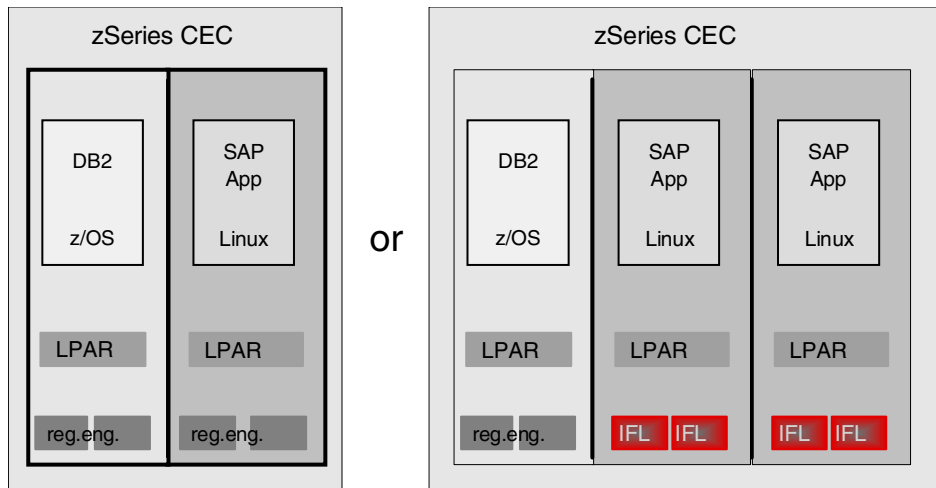 zSeries CEC
DB2
z/OS
LPAR
reg.eng.
SAP
App
Linux
LPAR
reg.eng.
or
zSeries CEC
DB2
z/OS
LPAR
reg.eng.
SAP
App
Linux
LPAR
IFL IFL
SAP
App
Linux
LPAR
IFL IFL